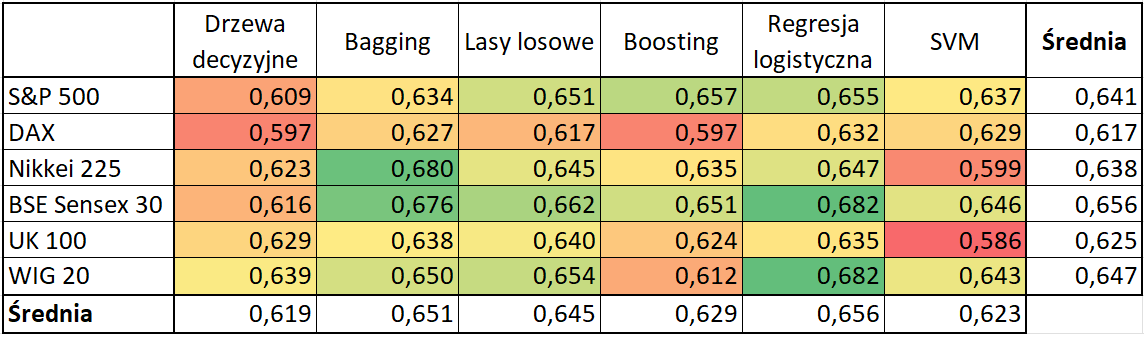 Drzewa decyzyjne Bagging Lasy losowe Boosting Regresja logistyczna SVM Średnia
S&P 500 0,609 0,634 0,651 0,657 0,655 0,637 0,641
DAX 0,597 0,627 0,617 0,597 0,632 0,629 0,617
Nikkei 225 0,623 0,680 0,645 0,635 0,647 0,599 0,638
BSE Sensex 30 0,616 0,676 0,662 0,651 0,682 0,646 0,656
UK 100 0,629 0,638 0,640 0,624 0,635 0,586 0,625
WIG 20 0,639 0,650 0,654 0,612 0,682 0,643 0,647
Średnia 0,619 0,651 0,645 0,629 0,656 0,623